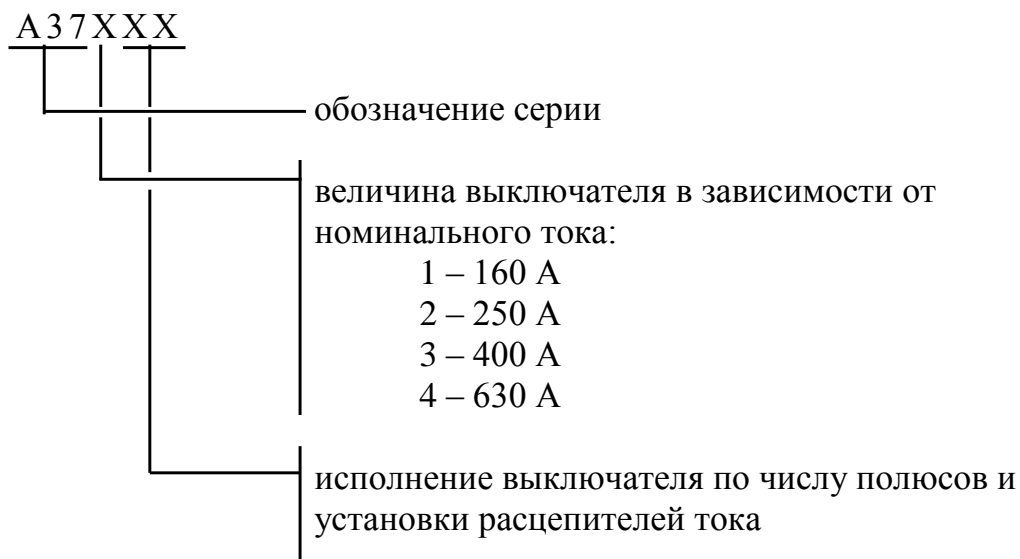 А37ХХХ
обозначение серии
величина выключателя в зависимости от
номинального тока:
1 – 160 А
2 – 250 А
3 – 400 А
4 – 630 А
исполнение выключателя по числу полюсов и
установки расцепителей тока